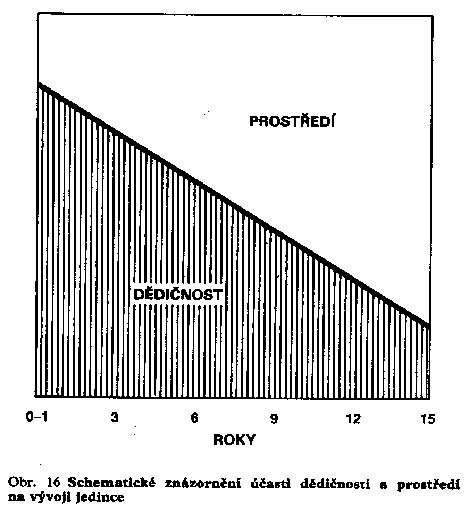 PROSTŘEDÍ
DĚDIČNOST
0–1 3 6 9 12 15
ROKY
Obr. 16 Schematické znázornění účasti dědičnosti a prostředí
na vývoji jedince